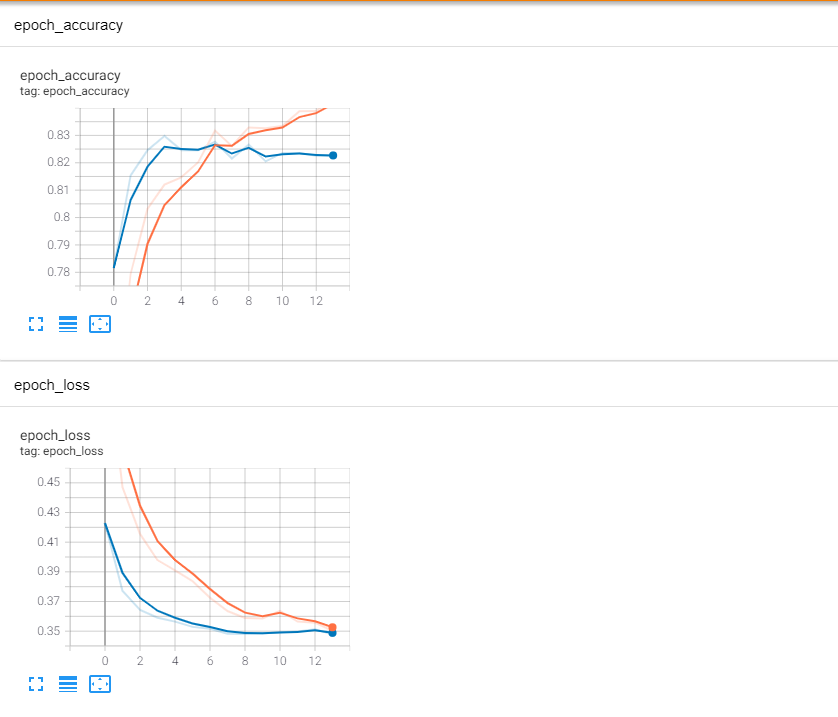 epoch_accuracy
epoch_accuracy
tag: epoch_accuracy
0.83
0.82
0.81
0.8
0.79
0.78
0 2 4 6 8 10 12
epoch_loss
epoch_loss
tag: epoch_loss
0.45
0.43
0.41
0.39
0.37
0.35
0 2 4 6 8 10 12